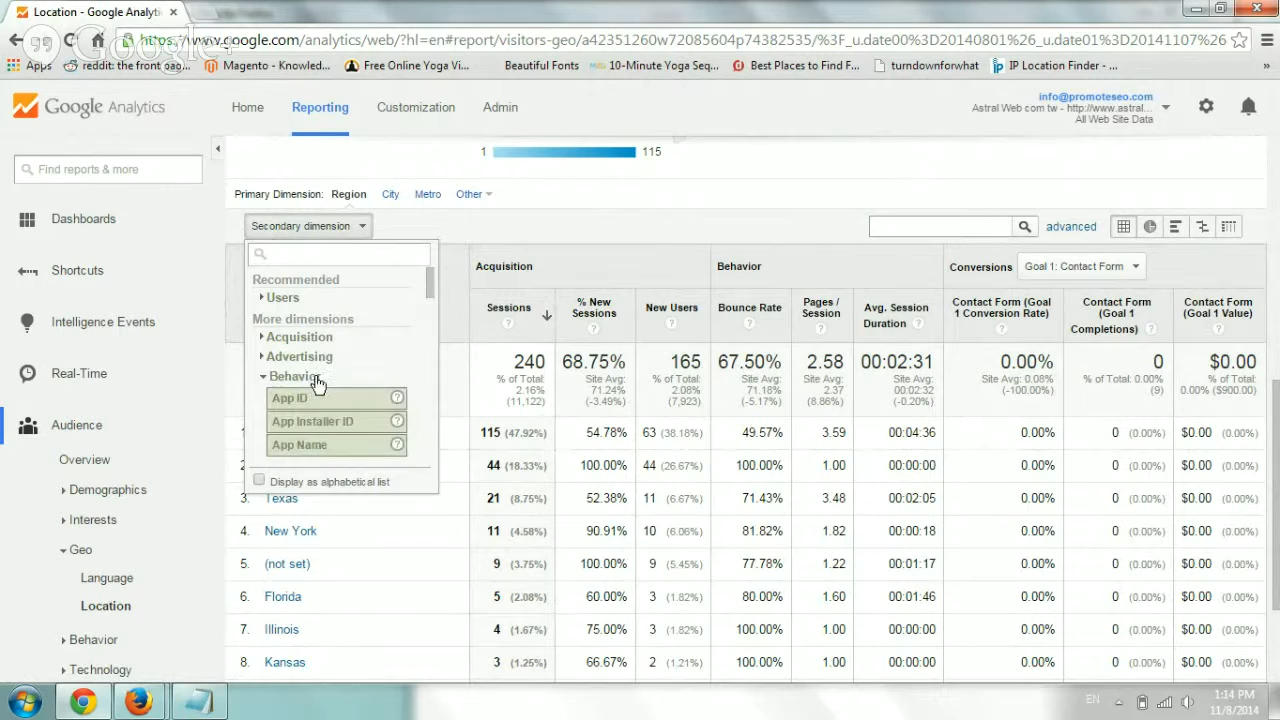 Location - Google Analytics
https://www.google.com/analytics/web/?hl=en#report/visitors-geo/a42351260w72085604p74382535/%3F_u.date00%3D20140801%26_u.date01%3D20141107%26
Google+
Apps reddit: the front pag... Magento - Knowled... Free Online Yoga Vi... Beautiful Fonts 10-Minute Yoga Seq... Best Places to Find F... turndownforwhat IP Location Finder - ... »
Google Analytics Home Reporting Customization Admin
info@promoteseo.com
Astral Web com tw - http://www.astral...
All Web Site Data
Find reports & more
Dashboards
Shortcuts
Intelligence Events
Real-Time
Audience
Overview
Demographics
Interests
Geo
Language
Location
Behavior
Technology
1 115
Primary Dimension: Region City Metro Other
Secondary dimension
advanced
Recommended
Users
More dimensions
Acquisition
Advertising
Behavior
App ID ?
App Installer ID ?
App Name ?
Display as alphabetical list
Acquisition Behavior Conversions Goal 1: Contact Form
Sessions ?
% New Sessions ?
New Users ?
Bounce Rate ?
Pages / Session ?
Avg. Session Duration ?
Contact Form (Goal 1 Conversion Rate) ?
Contact Form (Goal 1 Completions) ?
Contact Form (Goal 1 Value) ?
240 68.75% 165 67.50% 2.58 00:02:31 0.00% 0 $0.00
% of Total: 2.16% (11,122)
Site Avg: 71.24% (-3.49%)
% of Total: 2.08% (7,923)
Site Avg: 71.18% (-5.17%)
Site Avg: 2.37 (8.86%)
Site Avg: 00:02:32 (-0.20%)
Site Avg: 0.08% (-100.00%)
% of Total: 0.00% (9)
% of Total: 0.00% ($900.00)
1 115 (47.92%) 54.78% 63 (38.18%) 49.57% 3.59 00:04:36 0.00% 0 (0.00%) $0.00 (0.00%)
2 44 (18.33%) 100.00% 44 (26.67%) 100.00% 1.00 00:00:00 0.00% 0 (0.00%) $0.00 (0.00%)
3. Texas 21 (8.75%) 52.38% 11 (6.67%) 71.43% 3.48 00:02:05 0.00% 0 (0.00%) $0.00 (0.00%)
4. New York 11 (4.58%) 90.91% 10 (6.06%) 81.82% 1.82 00:00:18 0.00% 0 (0.00%) $0.00 (0.00%)
5. (not set) 9 (3.75%) 100.00% 9 (5.45%) 77.78% 1.22 00:01:17 0.00% 0 (0.00%) $0.00 (0.00%)
6. Florida 5 (2.08%) 60.00% 3 (1.82%) 80.00% 1.60 00:01:46 0.00% 0 (0.00%) $0.00 (0.00%)
7. Illinois 4 (1.67%) 75.00% 3 (1.82%) 100.00% 1.00 00:00:00 0.00% 0 (0.00%) $0.00 (0.00%)
8. Kansas 3 (1.25%) 66.67% 2 (1.21%) 100.00% 1.00 00:00:00 0.00% 0 (0.00%) $0.00 (0.00%)
EN 1:14 PM
11/8/2014